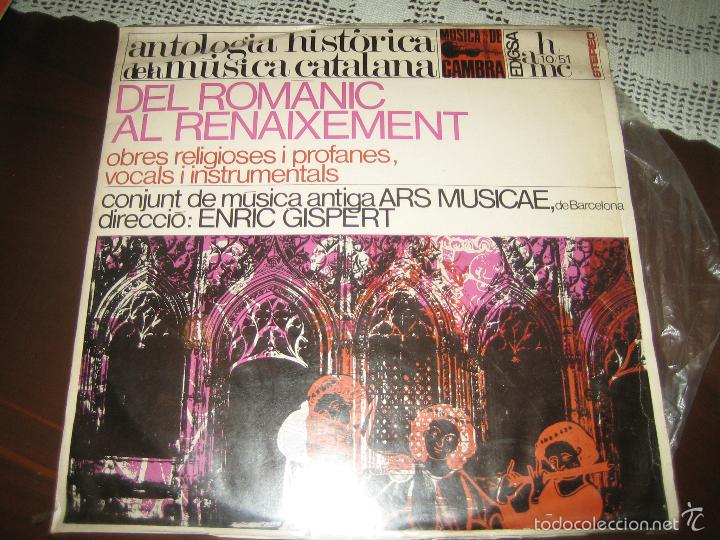 antologia històrica
de la música catalana
MÚSICA DE
CAMBRA
EDIGSA
h
a 10/51
mc
STEREO
DEL ROMÀNIC
AL RENAIXEMENT
obres religioses i profanes,
vocals i instrumentals
conjunt de música antiga ARS MUSICAE, de Barcelona
direcció: ENRIC GISPERT
todocoleccion.net